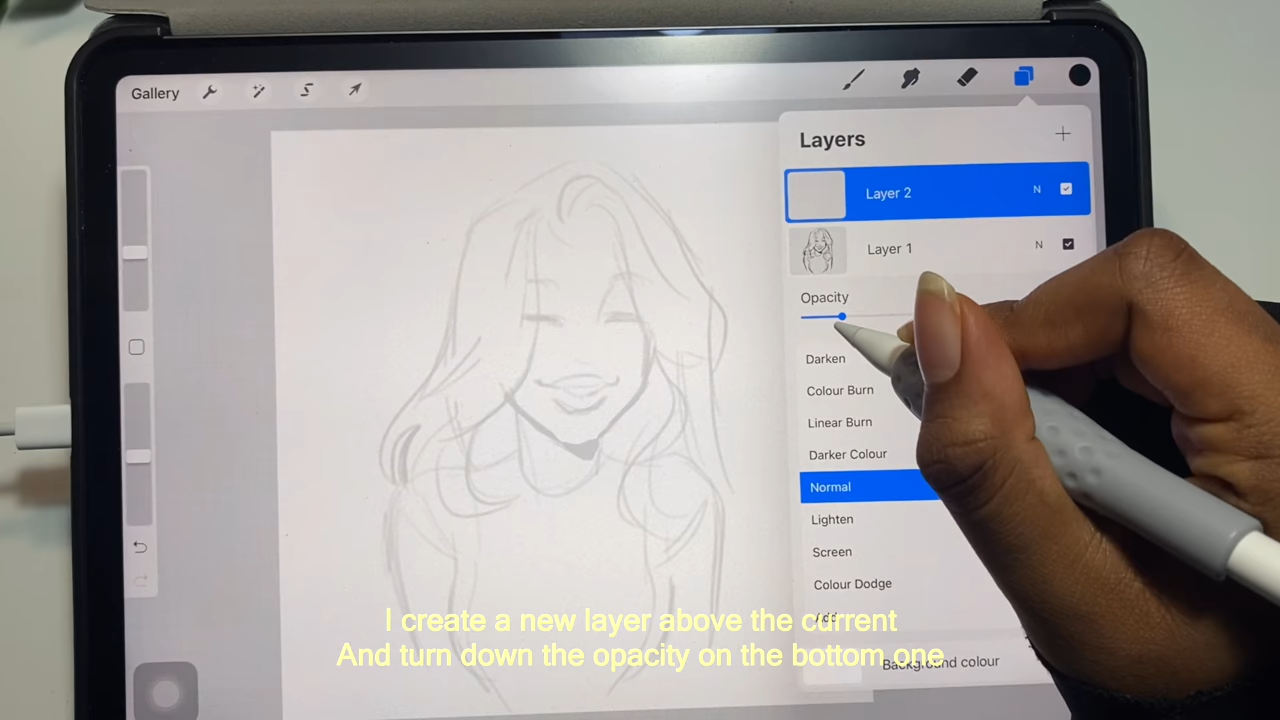 Gallery
Layers
Layer 2 N
Layer 1 N
Opacity
Darken
Colour Burn
Linear Burn
Darker Colour
Normal
Lighten
Screen
Colour Dodge
Add
I create a new layer above the current
And turn down the opacity on the bottom one
Background colour